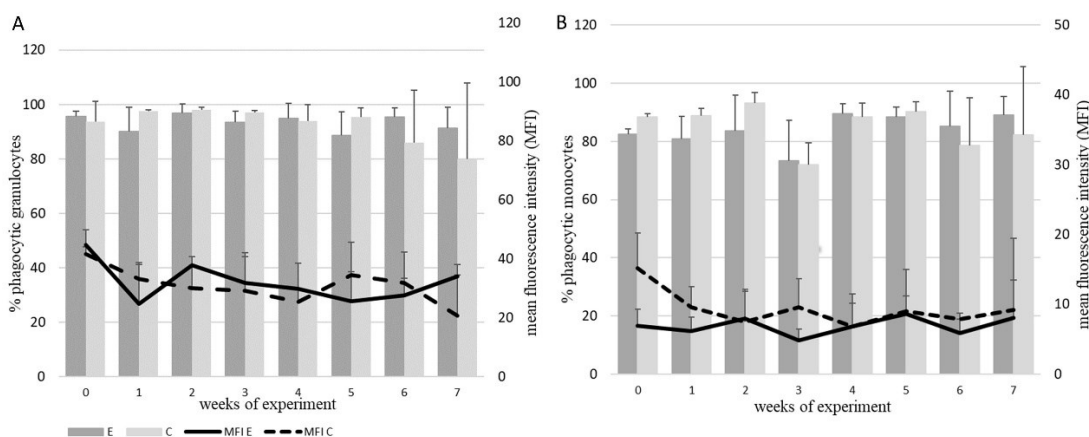 A
% phagocytic granulocytes
120
100
80
60
40
20
0
0 1 2 3 4 5 6 7
weeks of experiment
120
100
80
60
40
20
0
mean fluorescence intensity (MFI)
E C MFI E MFI C
B
% phagocytic monocytes
120
100
80
60
40
20
0
0 1 2 3 4 5 6 7
weeks of experiment
50
40
30
20
10
0
mean fluorescence intensity (MFI)